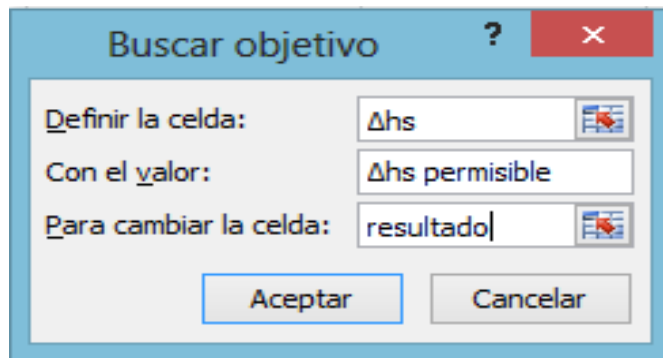 Buscar objetivo ? ×
Definir la celda: Δhs
Con el valor: Δhs permisible
Para cambiar la celda: resultado
Aceptar Cancelar